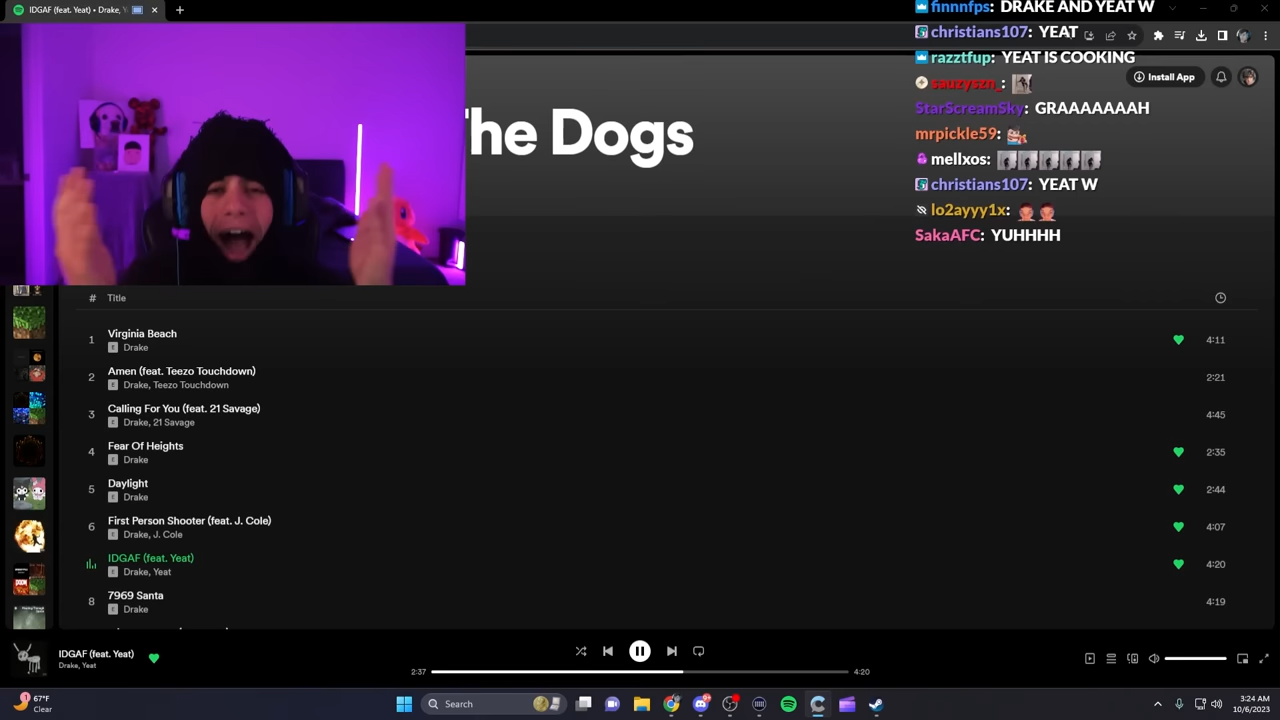 IDGAF (feat. Yeat) • Drake, Y
finnnfps: DRAKE AND YEAT W
christians107: YEAT
razztfup: YEAT IS COOKING
sauzyszn_:
StarScreamSky: GRAAAAAAAH
mrpickle59:
mellxos:
christians107: YEAT W
lo2ayyy1x:
SakaAFC: YUHHHH
Install App
The Dogs
# Title
1 Virginia Beach 4:11
E Drake
2 Amen (feat. Teezo Touchdown) 2:21
E Drake, Teezo Touchdown
3 Calling For You (feat. 21 Savage) 4:45
E Drake, 21 Savage
4 Fear Of Heights 2:35
E Drake
5 Daylight 2:44
E Drake
6 First Person Shooter (feat. J. Cole) 4:07
E Drake, J. Cole
IDGAF (feat. Yeat) 4:20
E Drake, Yeat
8 7969 Santa 4:19
E Drake
IDGAF (feat. Yeat)
Drake, Yeat
2:37 4:20
67°F
Clear
Search
3:24 AM
10/6/2023